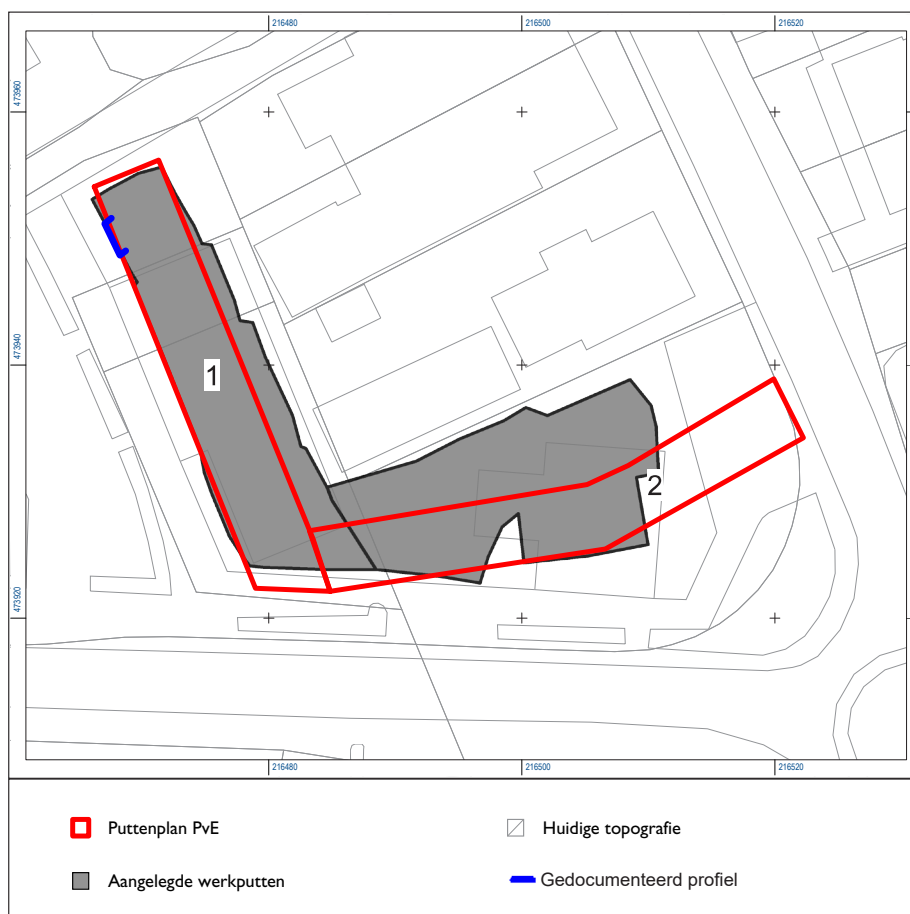 473960
473940
473920
1
2
216480
216500
216520
216480
216500
216520
Puttenplan PvE
Huidige topografie
Aangelegde werkputten
Gedocumenteerd profiel